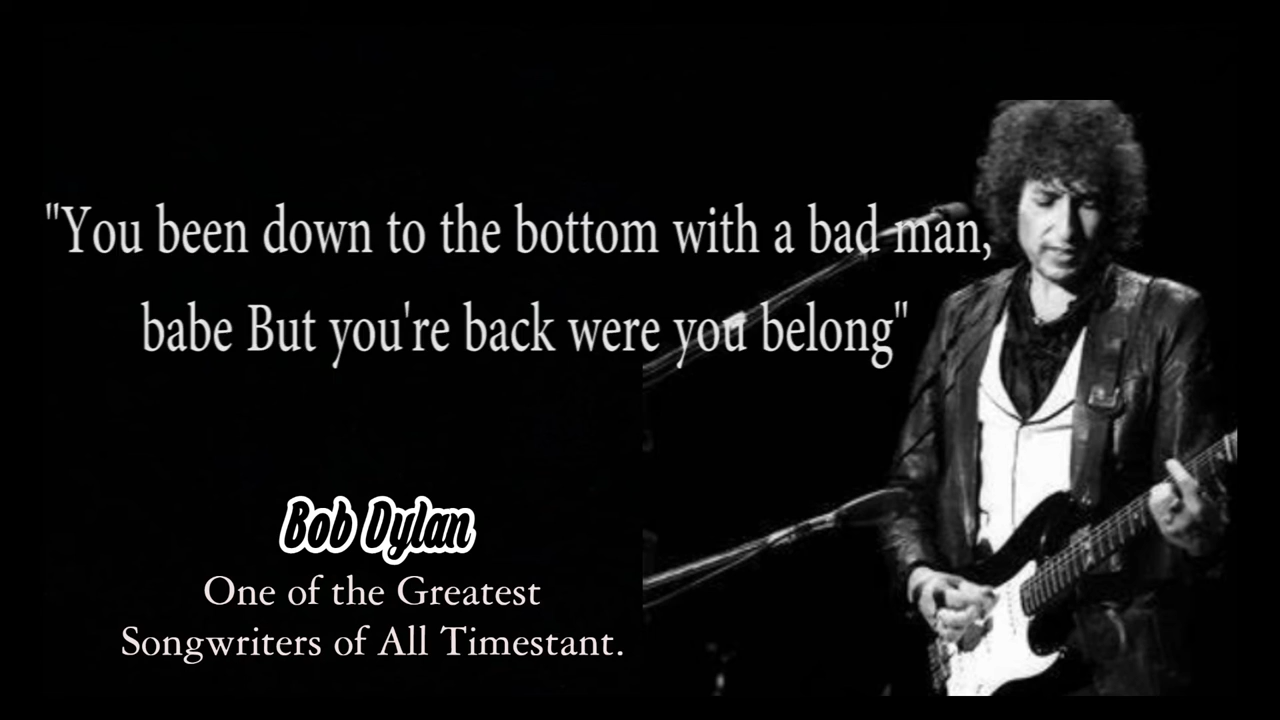 "You been down to the bottom with a bad man,
babe But you're back were you belong"
Bob Dylan
One of the Greatest
Songwriters of All Timestant.